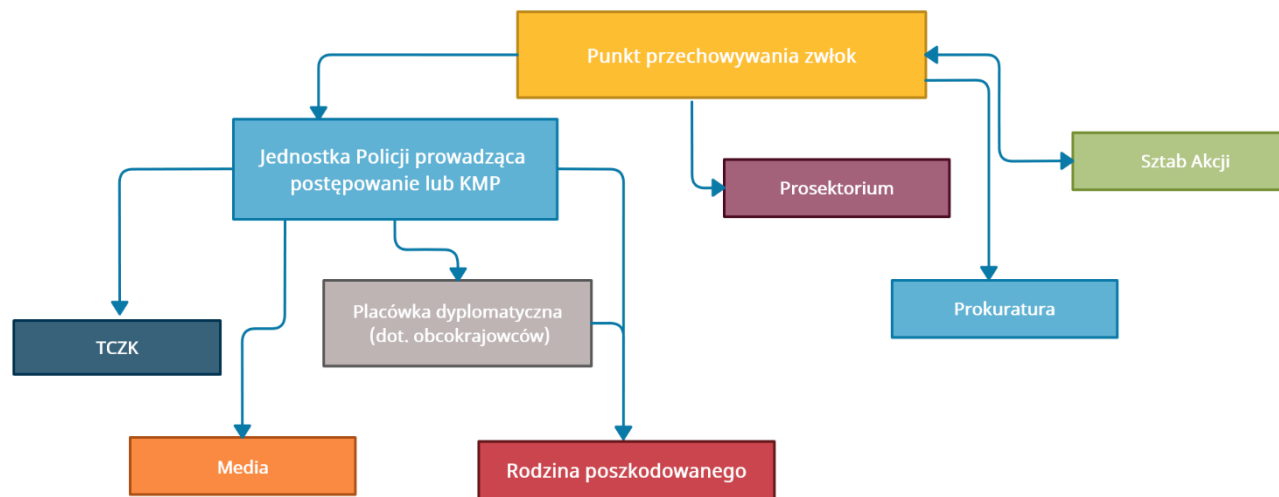 Punkt przechowywania zwłok
Jednostka Policji prowadząca
postępowanie lub KMP
Sztab Akcji
Prosektorium
Placówka dyplomatyczna
(dot. obcokrajowców)
Prokuratura
TCZK
Media
Rodzina poszkodowanego